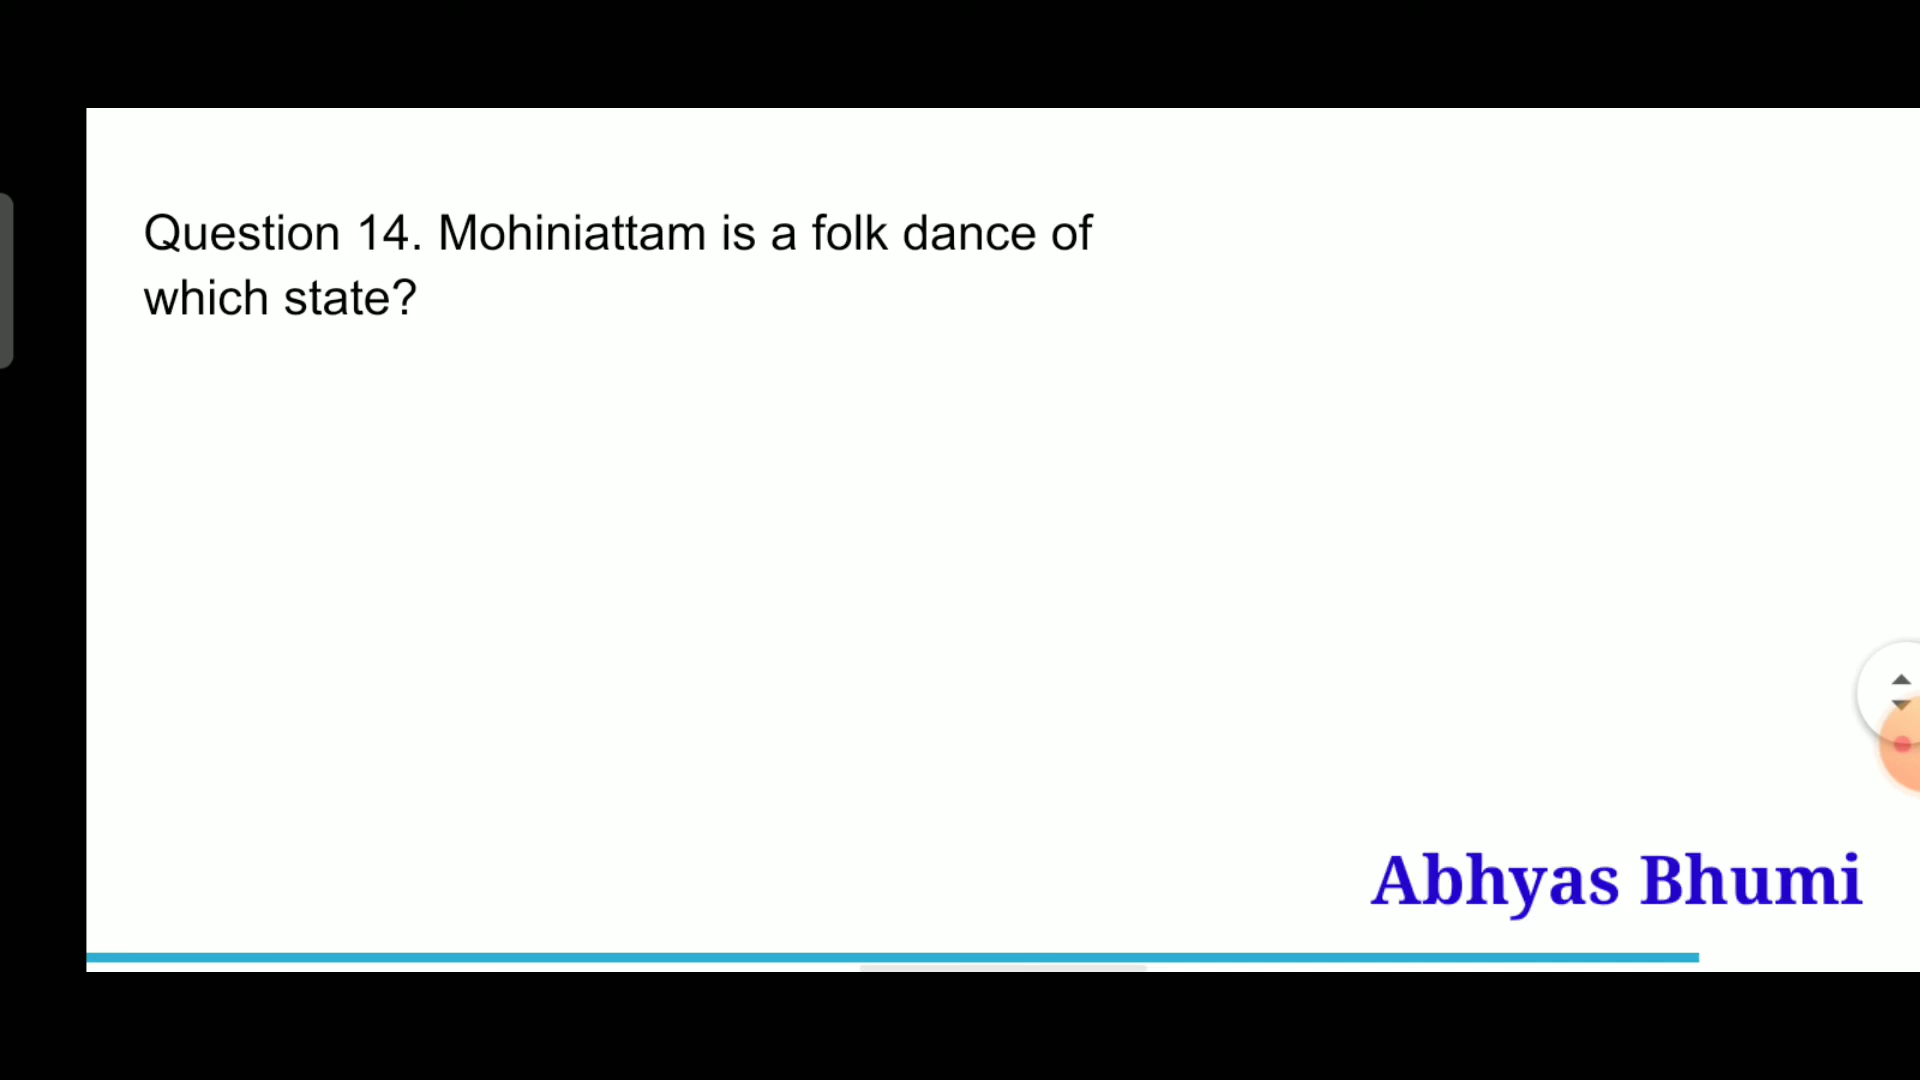 Question 14. Mohiniattam is a folk dance of
which state?
Abhyas Bhumi